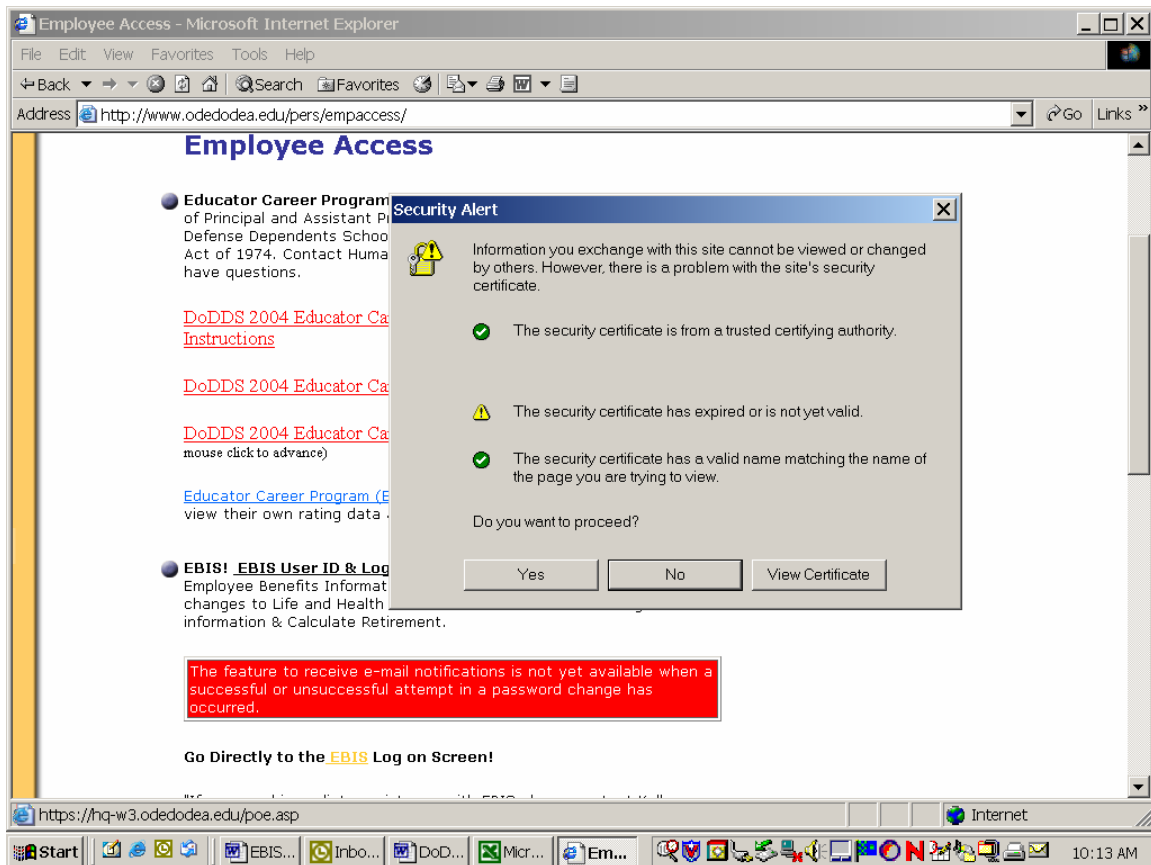 Employee Access - Microsoft Internet Explorer
File Edit View Favorites Tools Help
Back Search Favorites
Address http://www.odedodea.edu/pers/empaccess/ Go Links »
Employee Access
Educator Career Program
of Principal and Assistant
Defense Dependents
Act of 1974. Contact
have questions.
DoDDS 2004 Educator
Instructions
DoDDS 2004 Educator
DoDDS 2004 Educator
mouse click to advance)
Educator Career Program
view their own rating data
EBIS! EBIS User ID & Log
Employee Benefits
changes to Life and Health
information & Calculate Retirement.
The feature to receive e-mail notifications is not yet available when a
successful or unsuccessful attempt in a password change has
occurred.
Go Directly to the EBIS Log on Screen!
Security Alert
Information you exchange with this site cannot be viewed or changed
by others. However, there is a problem with the site's security
certificate.
The security certificate is from a trusted certifying authority.
The security certificate has expired or is not yet valid.
The security certificate has a valid name matching the name of
the page you are trying to view.
Do you want to proceed?
Yes No View Certificate
https://hq-w3.odedodea.edu/poe.asp Internet
Start EBIS... Inbo... DoD... Micr... Em... 10:13 AM